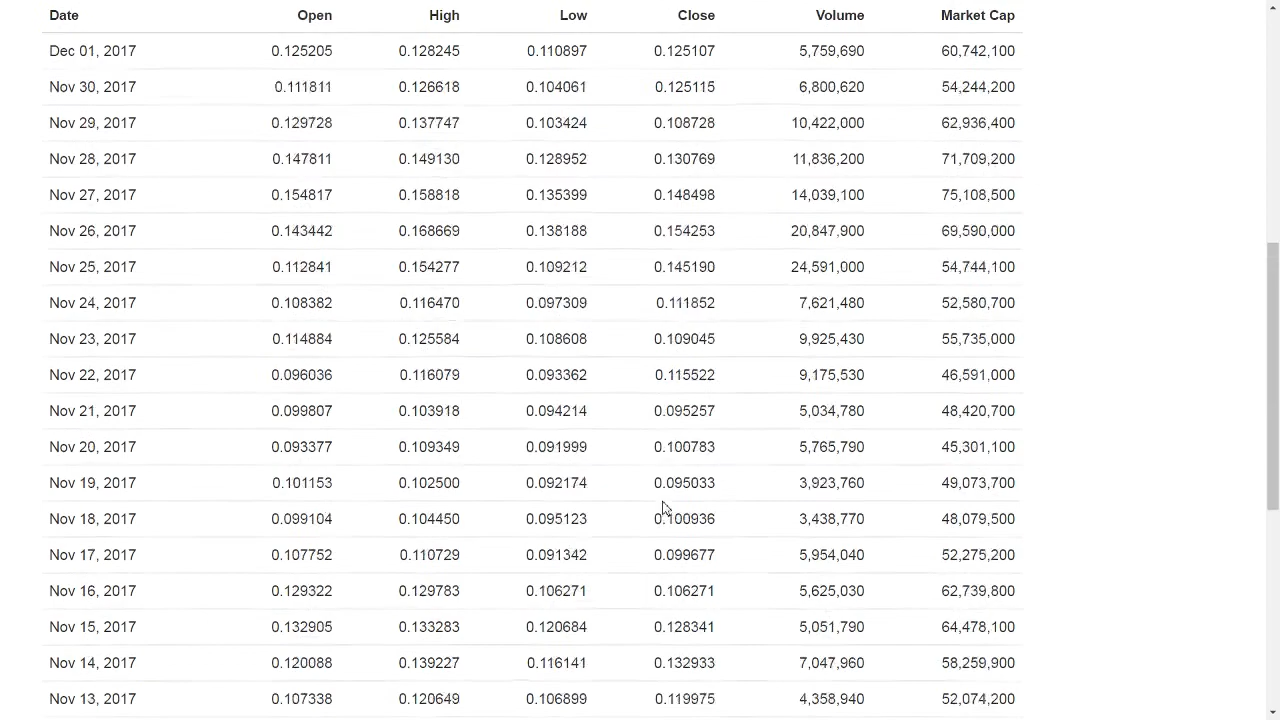 Date Open High Low Close Volume Market Cap
Dec 01, 2017 0.125205 0.128245 0.110897 0.125107 5,759,690 60,742,100
Nov 30, 2017 0.111811 0.126618 0.104061 0.125115 6,800,620 54,244,200
Nov 29, 2017 0.129728 0.137747 0.103424 0.108728 10,422,000 62,936,400
Nov 28, 2017 0.147811 0.149130 0.128952 0.130769 11,836,200 71,709,200
Nov 27, 2017 0.154817 0.158818 0.135399 0.148498 14,039,100 75,108,500
Nov 26, 2017 0.143442 0.168669 0.138188 0.154253 20,847,900 69,590,000
Nov 25, 2017 0.112841 0.154277 0.109212 0.145190 24,591,000 54,744,100
Nov 24, 2017 0.108382 0.116470 0.097309 0.111852 7,621,480 52,580,700
Nov 23, 2017 0.114884 0.125584 0.108608 0.109045 9,925,430 55,735,000
Nov 22, 2017 0.096036 0.116079 0.093362 0.115522 9,175,530 46,591,000
Nov 21, 2017 0.099807 0.103918 0.094214 0.095257 5,034,780 48,420,700
Nov 20, 2017 0.093377 0.109349 0.091999 0.100783 5,765,790 45,301,100
Nov 19, 2017 0.101153 0.102500 0.092174 0.095033 3,923,760 49,073,700
Nov 18, 2017 0.099104 0.104450 0.095123 0.100936 3,438,770 48,079,500
Nov 17, 2017 0.107752 0.110729 0.091342 0.099677 5,954,040 52,275,200
Nov 16, 2017 0.129322 0.129783 0.106271 0.106271 5,625,030 62,739,800
Nov 15, 2017 0.132905 0.133283 0.120684 0.128341 5,051,790 64,478,100
Nov 14, 2017 0.120088 0.139227 0.116141 0.132933 7,047,960 58,259,900
Nov 13, 2017 0.107338 0.120649 0.106899 0.119975 4,358,940 52,074,200